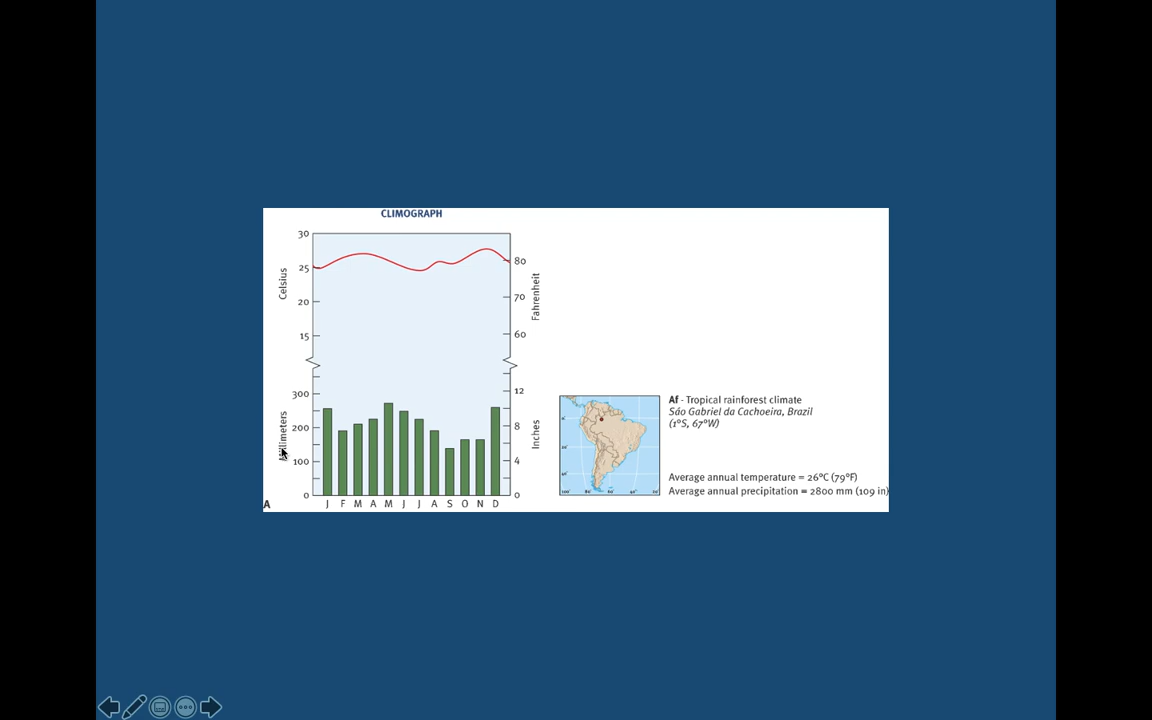 CLIMOGRAPH
30
25
20
15
Celsius
80
70
60
Fahrenheit
300
200
100
0
Millimeters
12
8
4
0
Inches
J F M A M J J A S O N D
A
Af - Tropical rainforest climate
São Gabriel da Cachoeira, Brazil
(1°S, 67°W)
Average annual temperature = 26°C (79°F)
Average annual precipitation = 2800 mm (109 in)